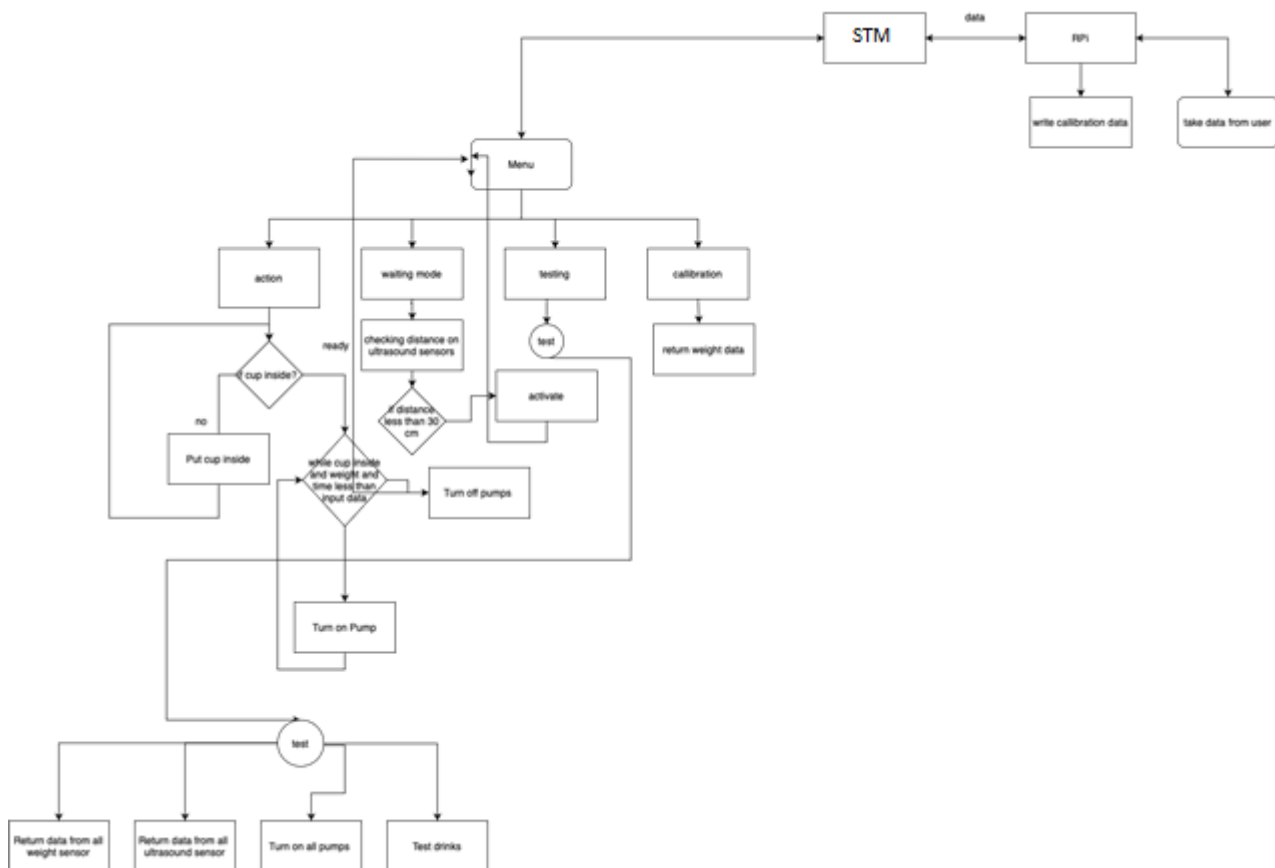 data
STM
RPi
write callibration data
take data from user
Menu
action
waiting mode
testing
callibration
ready
checking distance on
ultrasound sensors
test
return weight data
if cup inside?
if distance
less than 30
cm
activate
no
Put cup inside
while cup inside
and weight and
time less than
input data
Turn off pumps
Turn on Pump
test
Return data from all
weight sensor
Return data from all
ultrasound sensor
Turn on all pumps
Test drinks